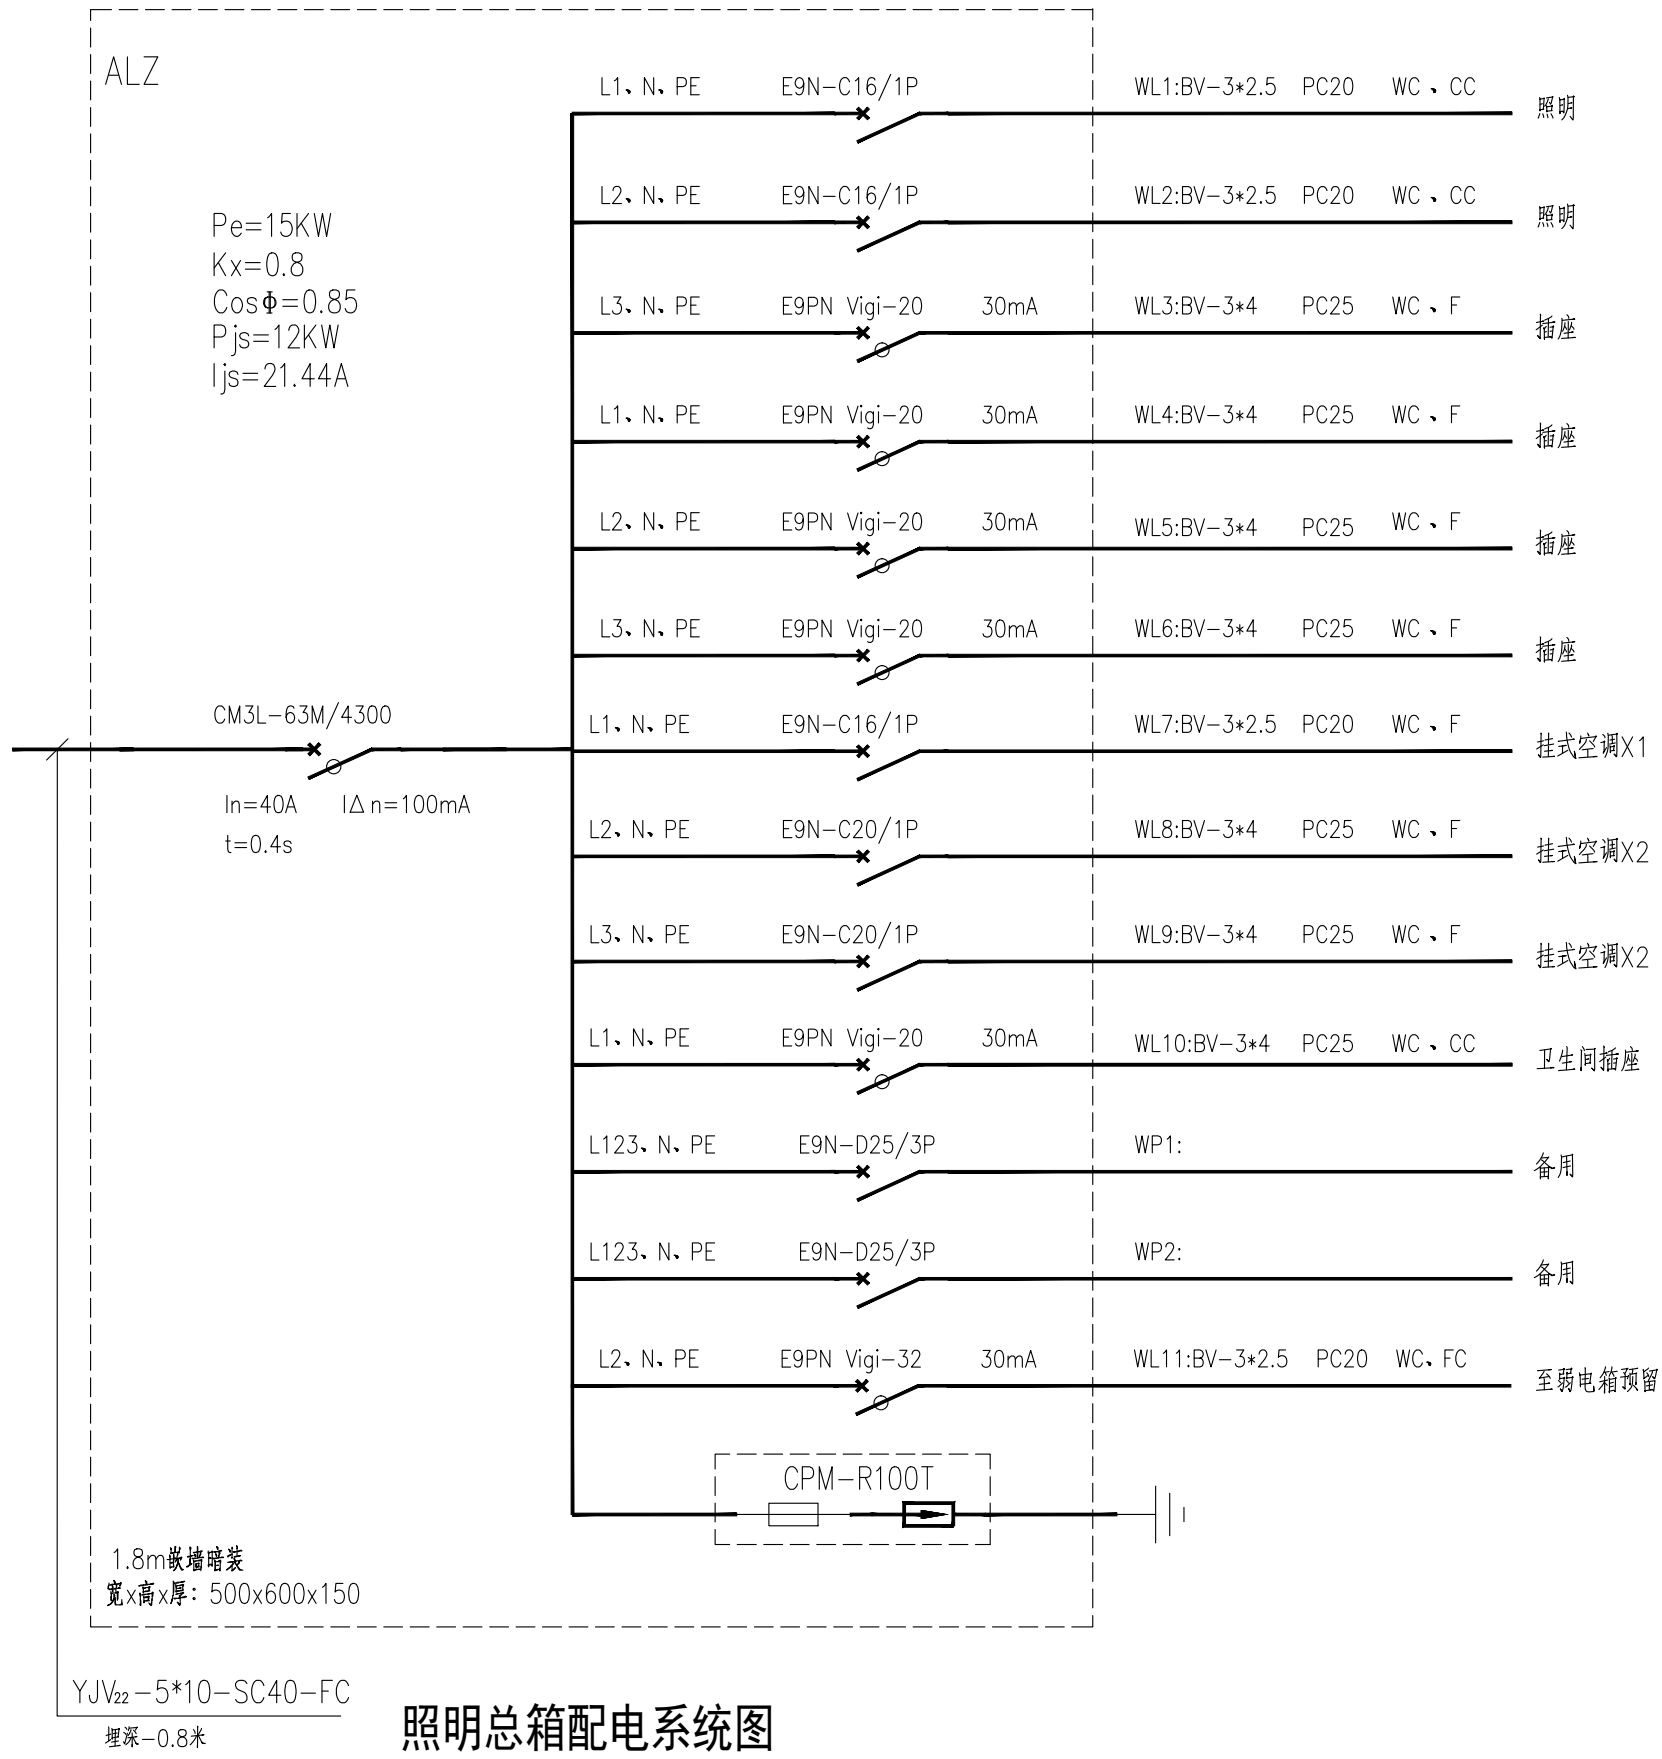 ALZ
Pe=15KW
Kx=0.8
CosΦ=0.85
Pjs=12KW
Ijs=21.44A
L1、N、PE E9N-C16/1P WL1:BV-3*2.5 PC20 WC、CC 照明
L2、N、PE E9N-C16/1P WL2:BV-3*2.5 PC20 WC、CC 照明
L3、N、PE E9PN Vigi-20 30mA WL3:BV-3*4 PC25 WC、F 插座
L1、N、PE E9PN Vigi-20 30mA WL4:BV-3*4 PC25 WC、F 插座
L2、N、PE E9PN Vigi-20 30mA WL5:BV-3*4 PC25 WC、F 插座
L3、N、PE E9PN Vigi-20 30mA WL6:BV-3*4 PC25 WC、F 插座
CM3L-63M/4300
In=40A IΔn=100mA
t=0.4s
L1、N、PE E9N-C16/1P WL7:BV-3*2.5 PC20 WC、F 挂式空调X1
L2、N、PE E9N-C20/1P WL8:BV-3*4 PC25 WC、F 挂式空调X2
L3、N、PE E9N-C20/1P WL9:BV-3*4 PC25 WC、F 挂式空调X2
L1、N、PE E9PN Vigi-20 30mA WL10:BV-3*4 PC25 WC、CC 卫生间插座
L123、N、PE E9N-D25/3P WP1: 备用
L123、N、PE E9N-D25/3P WP2: 备用
L2、N、PE E9PN Vigi-32 30mA WL11:BV-3*2.5 PC20 WC、FC 至弱电箱预留
CPM-R100T
1.8m嵌墙暗装
宽x高x厚：500x600x150
YJV₂₂-5*10-SC40-FC
埋深-0.8米
照明总箱配电系统图